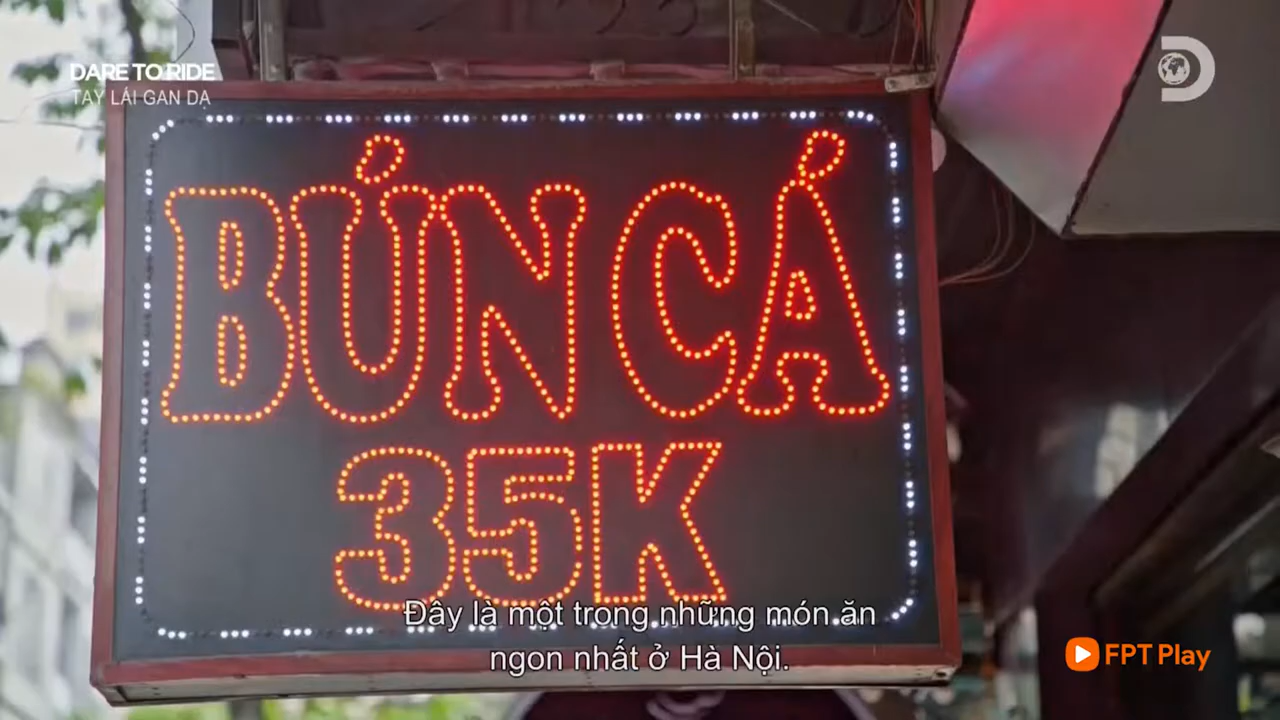 DARE TO RIDE
TAY LÁI GAN DẠ
BÚN CÁ
35K
Đây là một trong những món ăn
ngon nhất ở Hà Nội.
FPT Play